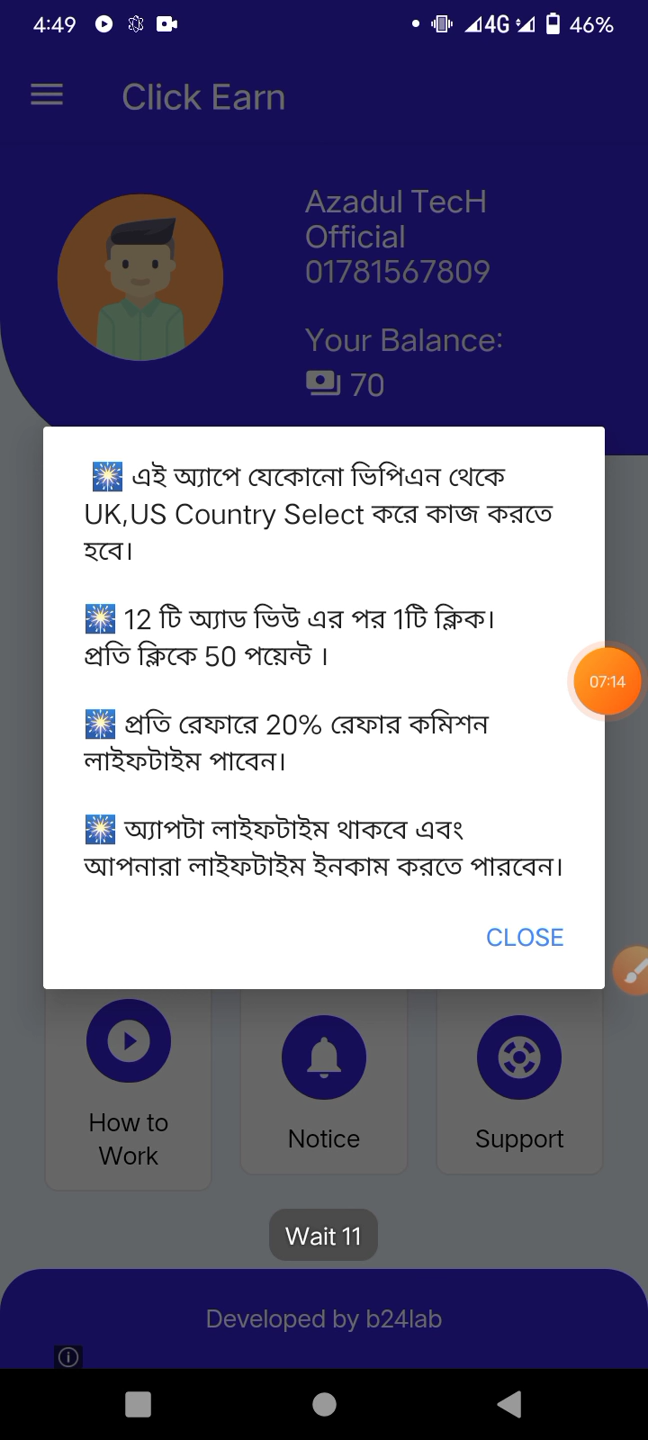 4:49
4G 46%
Click Earn
Azadul TecH
Official
01781567809
Your Balance:
70
এই অ্যাপে যেকোনো ভিপিএন থেকে
UK,US Country Select করে কাজ করতে
হবে।
12 টি অ্যাড ভিউ এর পর 1টি ক্লিক।
প্রতি ক্লিকে 50 পয়েন্ট ।
07:14
প্রতি রেফারে 20% রেফার কমিশন
লাইফটাইম পাবেন।
অ্যাপটা লাইফটাইম থাকবে এবং
আপনারা লাইফটাইম ইনকাম করতে পারবেন।
CLOSE
How to
Work
Notice
Support
Wait 11
Developed by b24lab